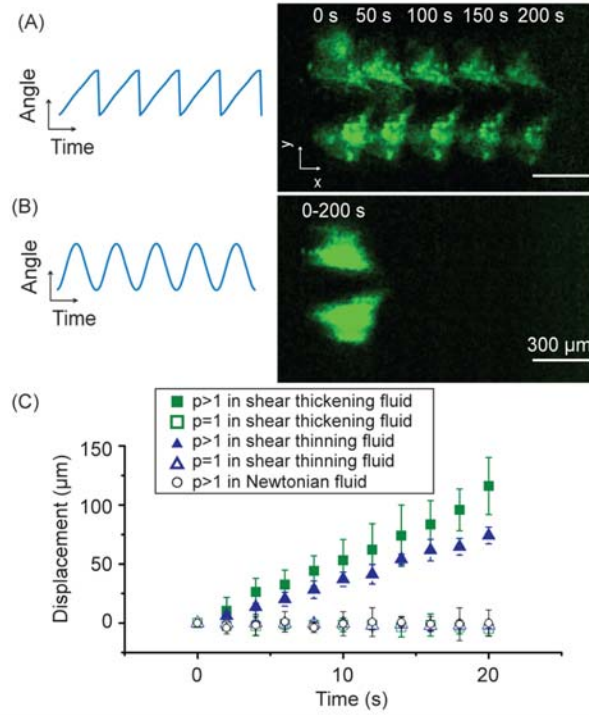 (A)
Angle
Time
0 s 50 s 100 s 150 s 200 s
y
x
(B)
Angle
Time
0-200 s
300 µm
(C)
p>1 in shear thickening fluid
p=1 in shear thickening fluid
p>1 in shear thinning fluid
p=1 in shear thinning fluid
p>1 in Newtonian fluid
Displacement (µm)
150
100
50
0
0 10 20
Time (s)